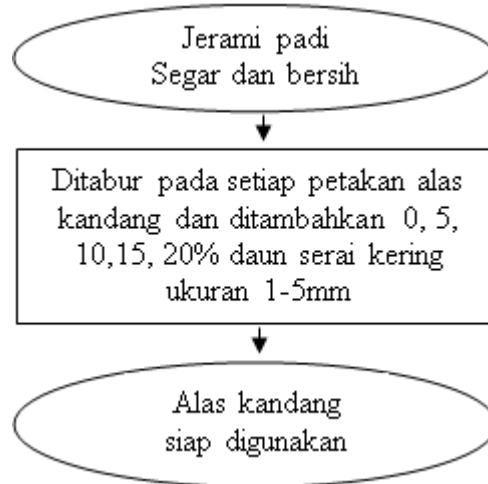 Jerami padi
Segar dan bersih
Ditabur pada setiap petakan alas
kandang dan ditambahkan 0, 5,
10,15, 20% daun serai kering
ukuran 1-5mm
Alas kandang
siap digunakan